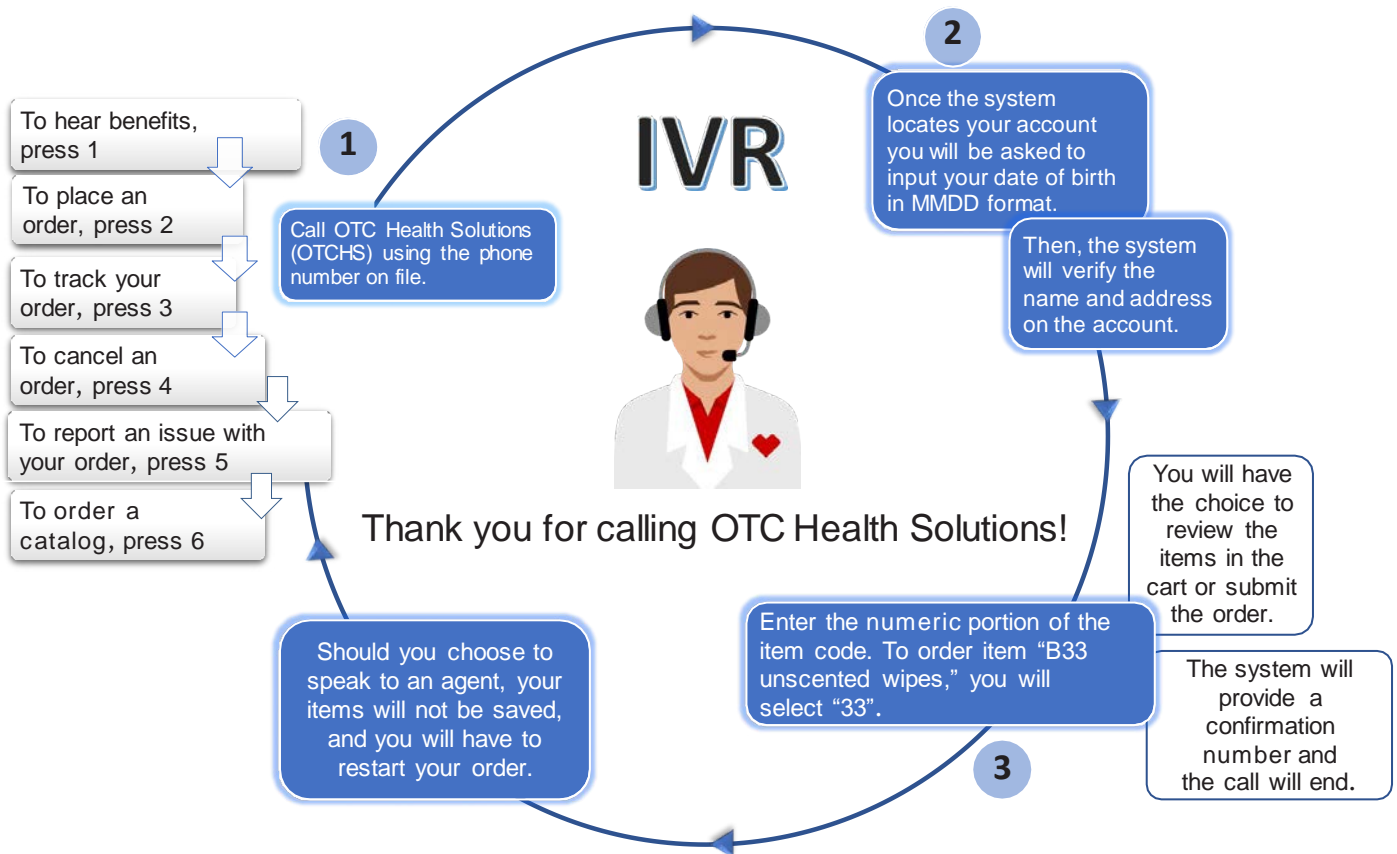 IVR
1
Call OTC Health Solutions
(OTCHS) using the phone
number on file.
To hear benefits,
press 1
To place an
order, press 2
To track your
order, press 3
To cancel an
order, press 4
To report an issue with
your order, press 5
To order a
catalog, press 6
2
Once the system
locates your account
you will be asked to
input your date of birth
in MMDD format.
Then, the system
will verify the
name and address
on the account.
Thank you for calling OTC Health Solutions!
3
Enter the numeric portion of the
item code. To order item “B33
unscented wipes,” you will
select “33”.
You will have
the choice to
review the
items in the
cart or submit
the order.
The system will
provide a
confirmation
number and
the call will end.
Should you choose to
speak to an agent, your
items will not be saved,
and you will have to
restart your order.